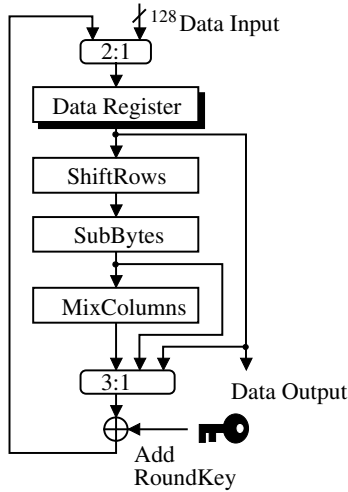 128 Data Input
2:1
Data Register
ShiftRows
SubBytes
MixColumns
3:1
Data Output
Add
RoundKey